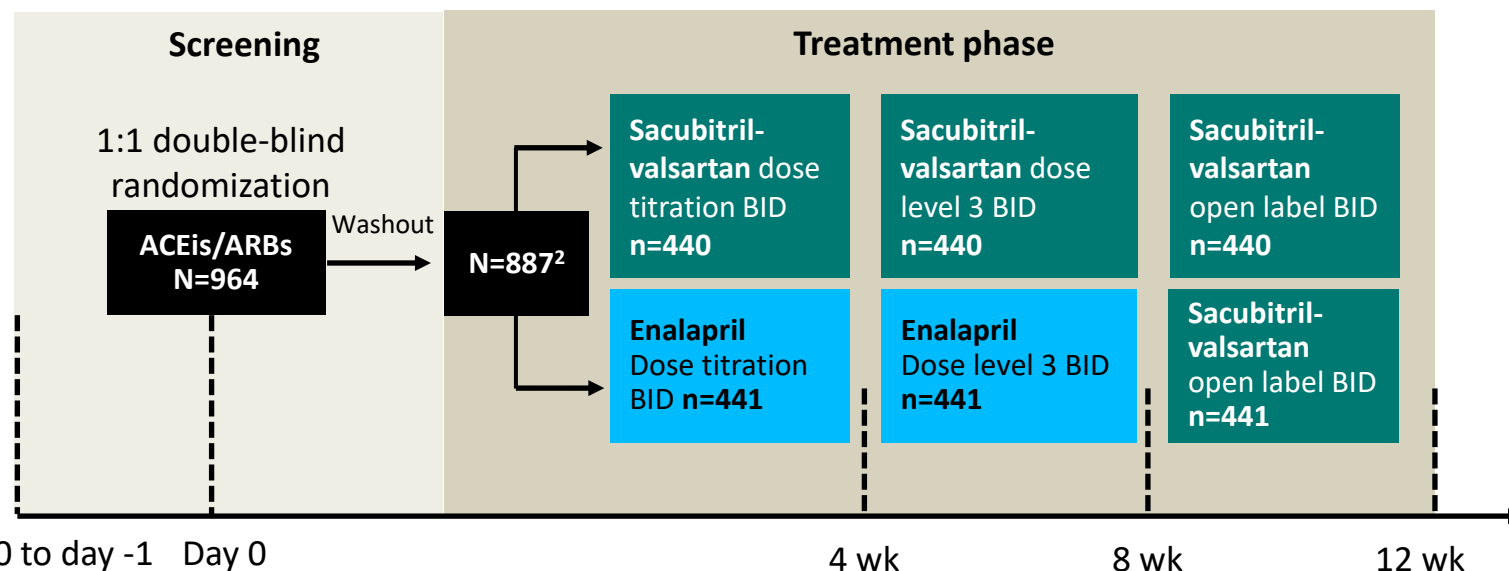 Screening
Treatment phase
1:1 double-blind
randomization
ACEis/ARBs
N=964
Washout
N=887²
Sacubitril-
valsartan dose
titration BID
n=440
Sacubitril-
valsartan dose
level 3 BID
n=440
Sacubitril-
valsartan
open label BID
n=440
Enalapril
Dose titration
BID n=441
Enalapril
Dose level 3 BID
n=441
Sacubitril-
valsartan
open label BID
n=441
0 to day -1
Day 0
4 wk
8 wk
12 wk